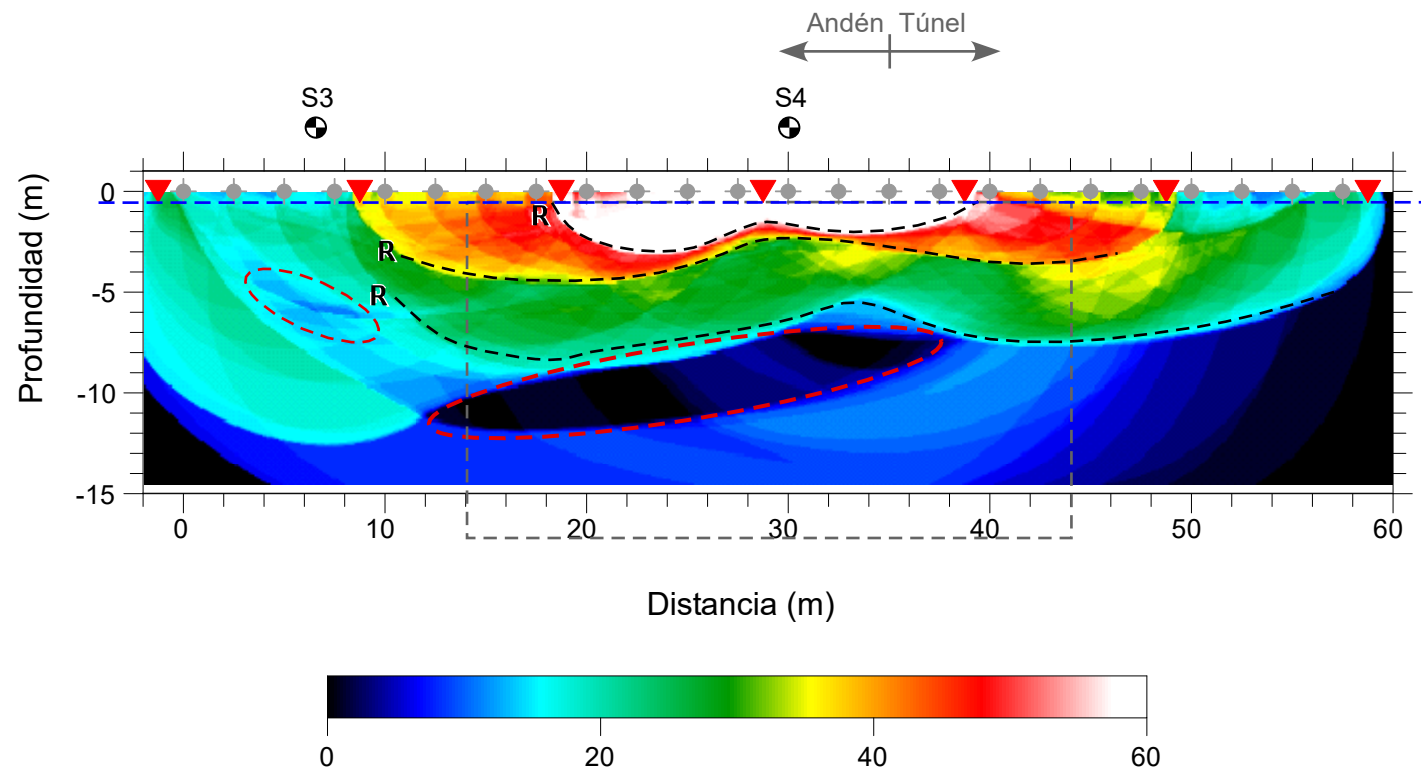 Andén Túnel
S3 S4
Profundidad (m)
0
-5
-10
-15
R
R
R
0 10 20 30 40 50 60
Distancia (m)
0 20 40 60